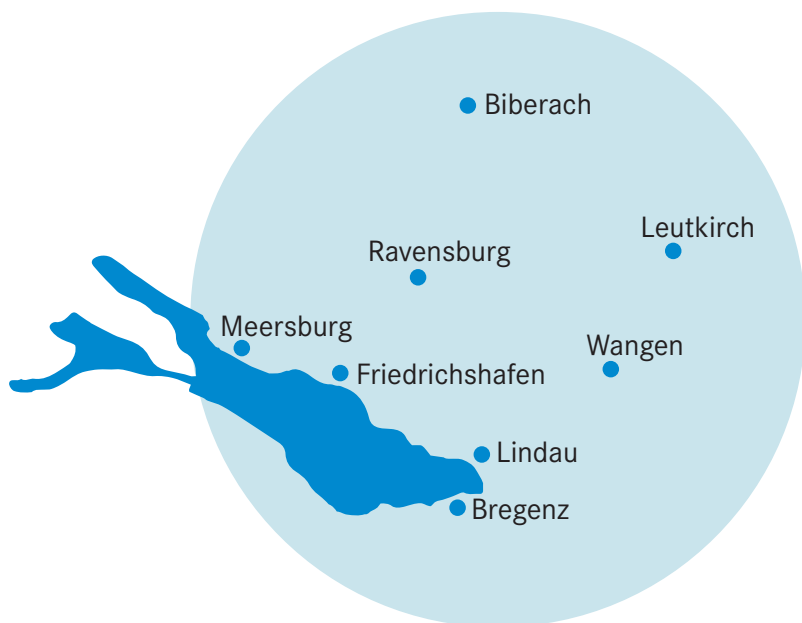 Biberach
Leutkirch
Ravensburg
Meersburg
Wangen
Friedrichshafen
Lindau
Bregenz